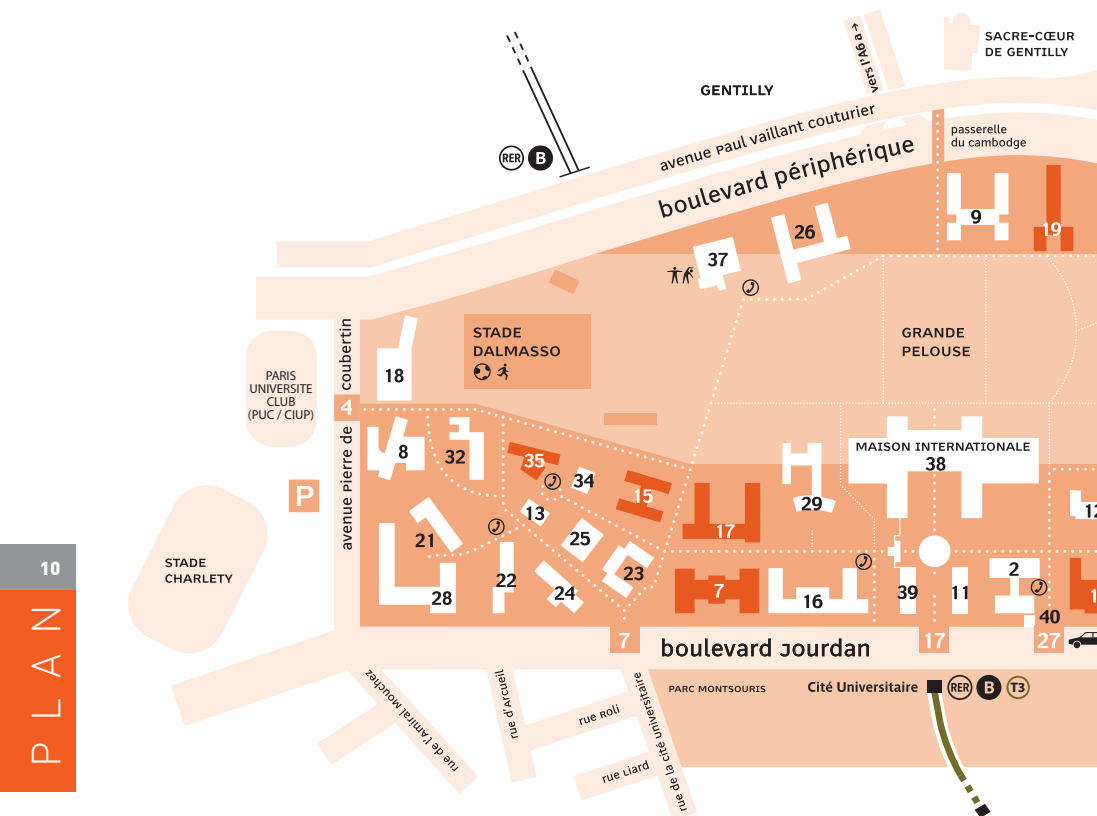 SACRE-CŒUR
DE GENTILLY
vers l'A6 a →
GENTILLY
avenue Paul vaillant couturier
passerelle
du cambodge
RER B
boulevard périphérique
9
19
26
37
STADE
DALMASSO
GRANDE
PELOUSE
coubertin
18
PARIS
UNIVERSITE
CLUB
(PUC / CIUP)
4
avenue Pierre de
8
32
35
34
15
MAISON INTERNATIONALE
38
29
P
13
17
12
21
25
23
STADE
CHARLETY
10
22
24
28
7
16
39
11
2
40
1
7
17
27
boulevard Jourdan
PLAN
PARC MONTSOURIS
Cité Universitaire
RER B T3
rue de l'Amiral Mouchez
rue d'Arcueil
rue Roli
rue Liard
rue de la cité universitaire